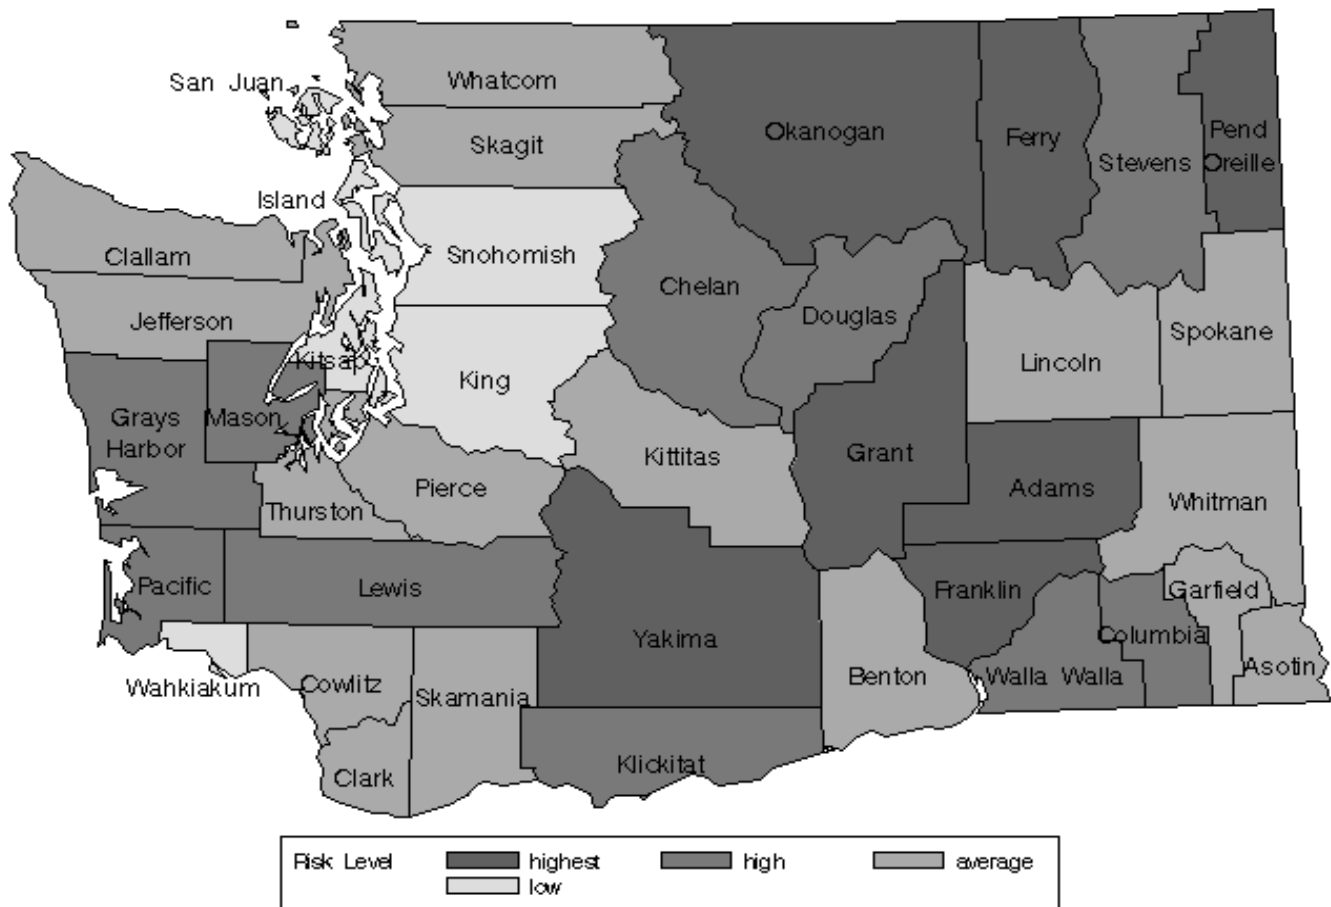 San Juan
Whatcom
Okanogan
Ferry
Stevens
Pend
Oreille
Skagit
Island
Clallam
Snohomish
Chelan
Douglas
Jefferson
Kitsap
King
Lincoln
Spokane
Grays
Harbor
Mason
Kittitas
Grant
Adams
Whitman
Thurston
Pierce
Pacific
Lewis
Yakima
Franklin
Garfield
Columbia
Wahkiakum
Cowlitz
Skamania
Benton
Walla Walla
Asotin
Clark
Klickitat
Risk Level highest high average
low